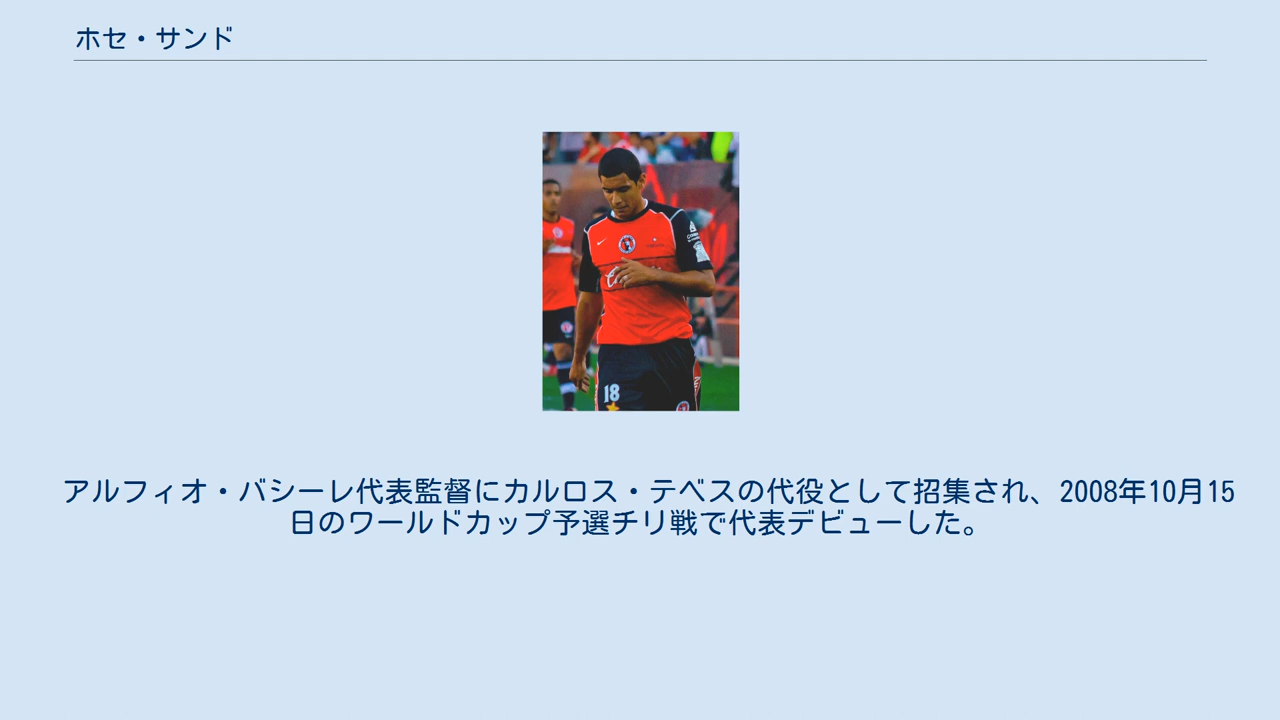 ホセ・サンド
18
アルフィオ・バシーレ代表監督にカルロス・テベスの代役として招集され、2008年10月15
日のワールドカップ予選チリ戦で代表デビューした。